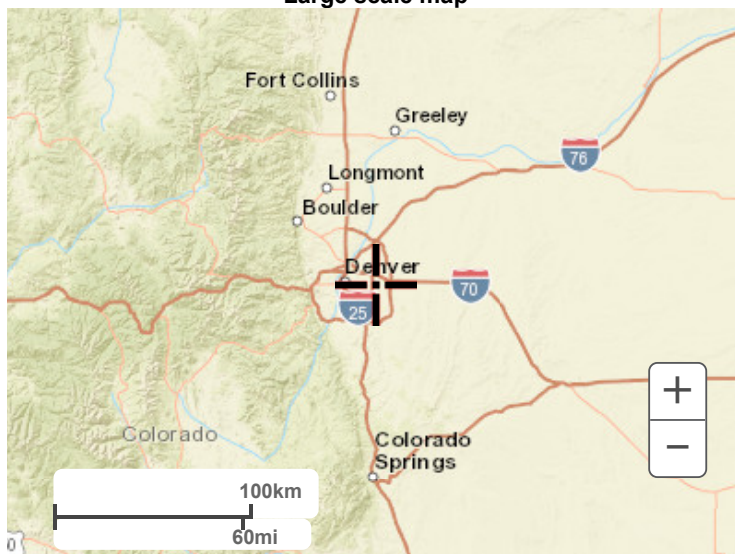 Large scale map
Fort Collins
Greeley
76
Longmont
Boulder
Denver
70
25
+
Colorado
−
Colorado
Springs
100km
60mi